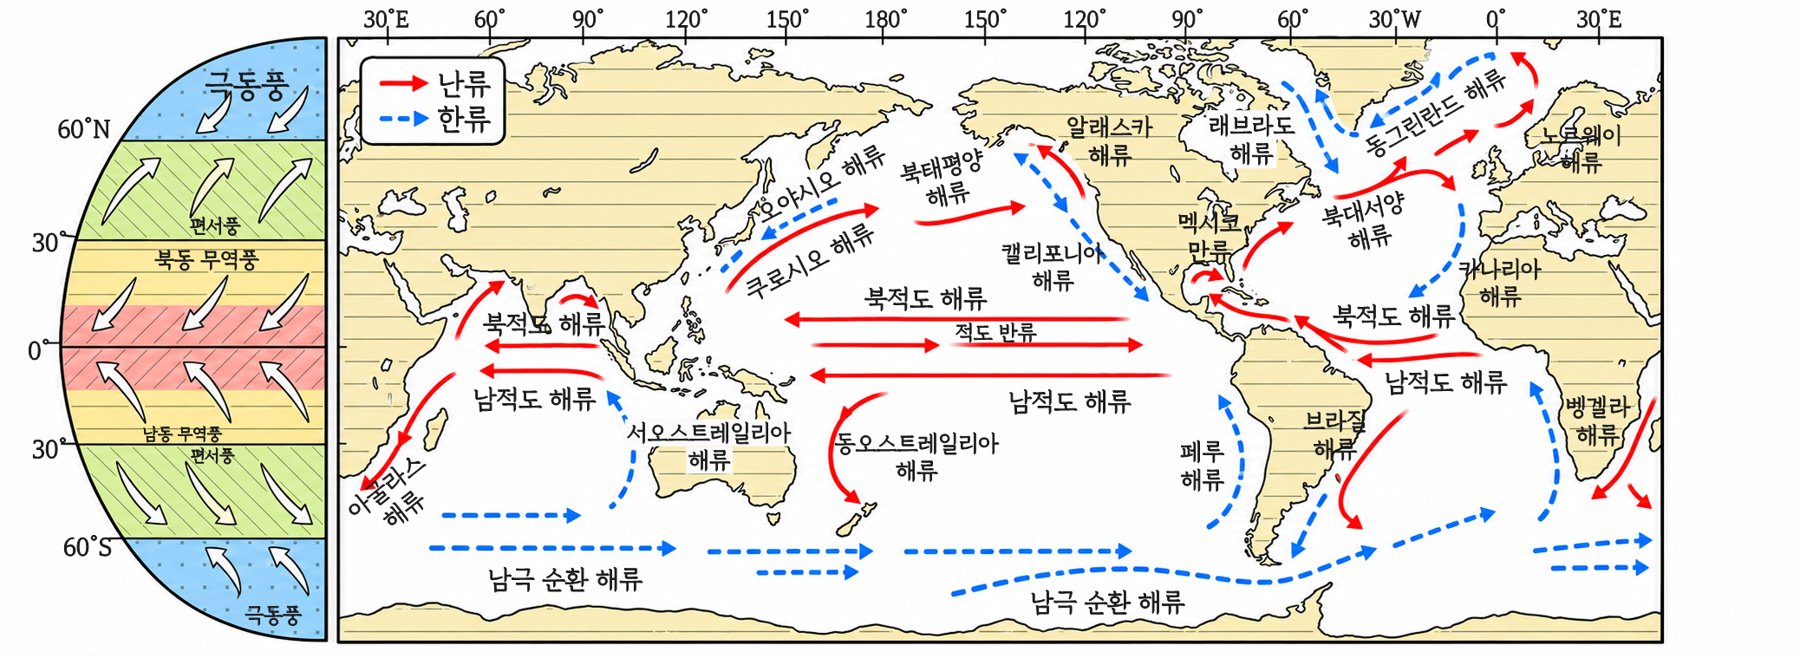 30°E 60° 90° 120° 150° 180° 150° 120° 90° 60° 30°W 0° 30°E
난류
한류
극동풍
60°N
편서풍
30°
북동 무역풍
0°
남동 무역풍
30°
편서풍
60°S
극동풍
오야시오 해류
쿠로시오 해류
북태평양
해류
알래스카
해류
캘리포니아
해류
래브라도
해류
동그린란드 해류
노르웨이
해류
멕시코
만류
북대서양
해류
카나리아
해류
북적도 해류
북적도 해류
적도 반류
북적도 해류
남적도 해류
남적도 해류
남적도 해류
아굴라스
해류
서오스트레일리아
해류
동오스트레일리아
해류
페루
해류
브라질
해류
벵겔라
해류
남극 순환 해류
남극 순환 해류